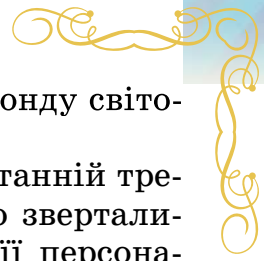 онду світо-
танній тре-
о звертали-
її персона-